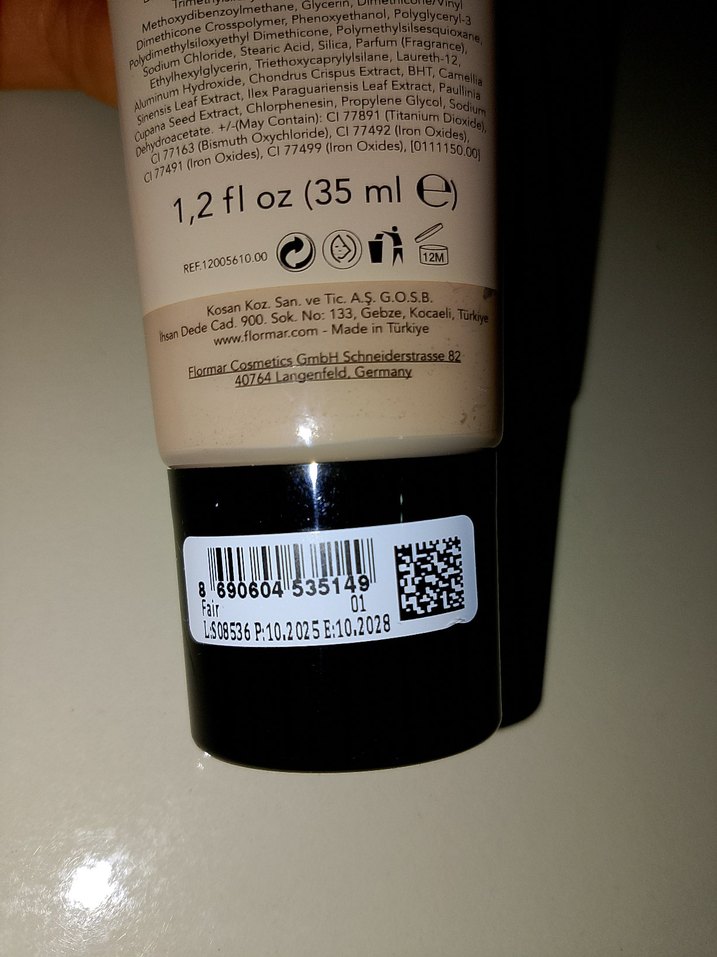 Methoxydibenzoylmethane, Glycerin, Dimethicone/Vinyl
Dimethicone Crosspolymer, Phenoxyethanol, Polyglyceryl-3
Polydimethylsiloxyethyl Dimethicone, Polymethylsilsesquioxane,
Sodium Chloride, Stearic Acid, Silica, Parfum (Fragrance),
Ethylhexylglycerin, Triethoxycaprylylsilane, Laureth-12,
Aluminum Hydroxide, Chondrus Crispus Extract, BHT, Camellia
Sinensis Leaf Extract, Ilex Paraguariensis Leaf Extract, Paullinia
Cupana Seed Extract, Chlorphenesin, Propylene Glycol, Sodium
Dehydroacetate. +/-(May Contain): CI 77891 (Titanium Dioxide),
CI 77163 (Bismuth Oxychloride), CI 77492 (Iron Oxides),
CI 77491 (Iron Oxides), CI 77499 (Iron Oxides), [0111150.00]
1,2 fl oz (35 ml ℮)
REF.12005610.00
12M
Kosan Koz. San. ve Tic. A.Ş. G.O.S.B.
İhsan Dede Cad. 900. Sok. No: 133, Gebze, Kocaeli, Türkiye
www.flormar.com - Made in Türkiye
Flormar Cosmetics GmbH Schneiderstrasse 82
40764 Langenfeld, Germany
8 690604 535149
Fair 01
L:S08536 P:10.2025 E:10.2028